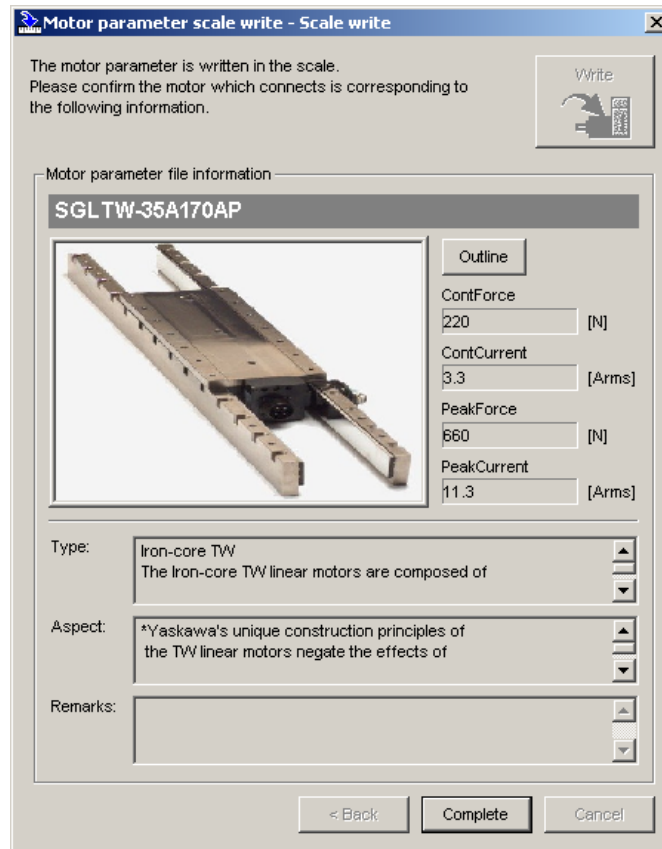 Motor parameter scale write - Scale write
The motor parameter is written in the scale.
Please confirm the motor which connects is corresponding to
the following information.
Write
Motor parameter file information
SGLTW-35A170AP
Outline
ContForce
220 [N]
ContCurrent
3.3 [Arms]
PeakForce
660 [N]
PeakCurrent
11.3 [Arms]
Type:
Iron-core TW
The Iron-core TW linear motors are composed of
Aspect:
*Yaskawa's unique construction principles of
the TW linear motors negate the effects of
Remarks:
< Back
Complete
Cancel